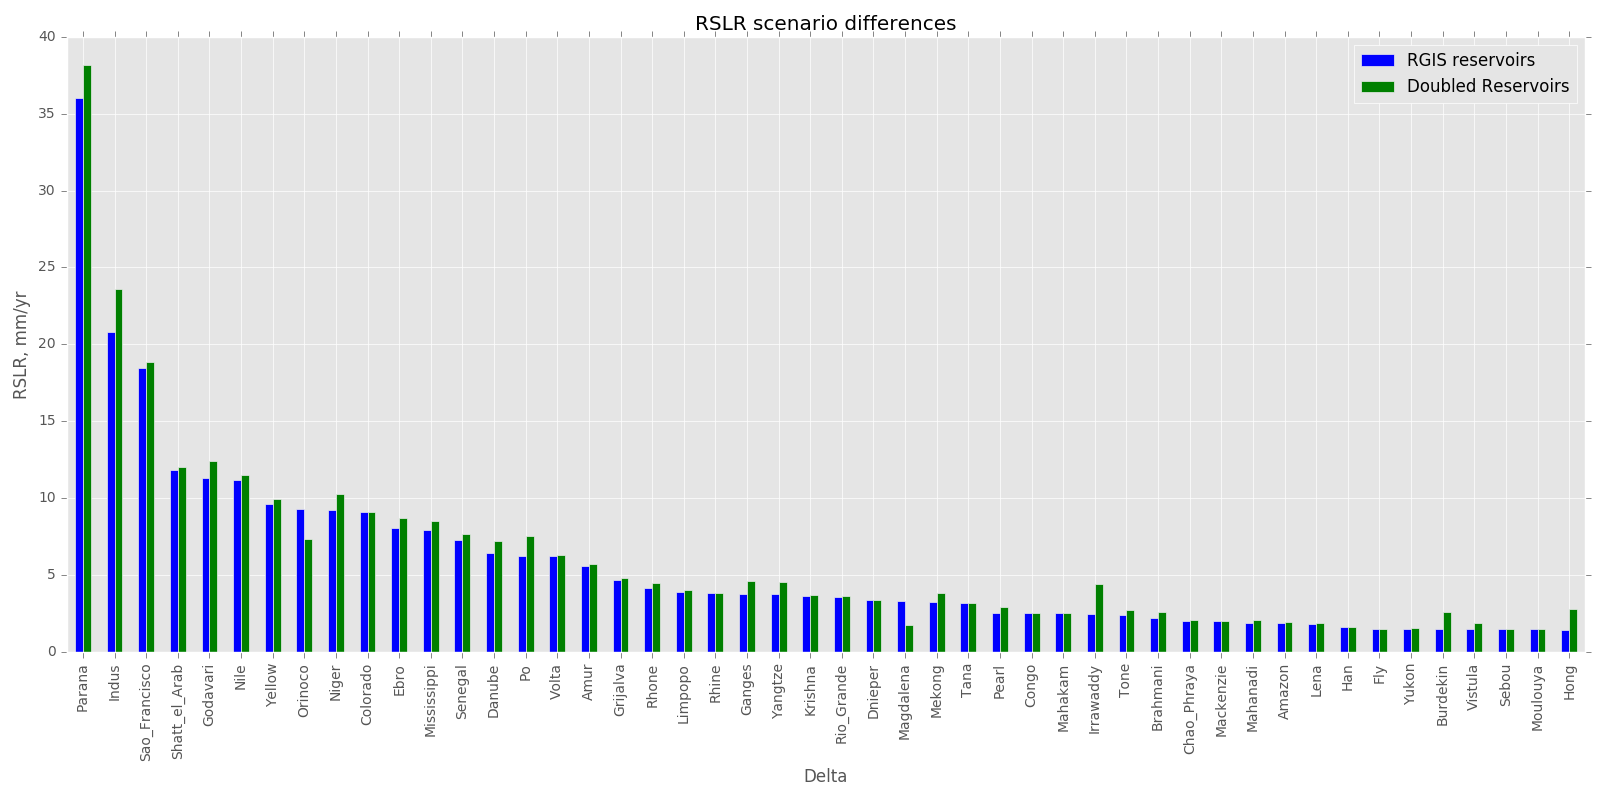 RSLR scenario differences
RGIS reservoirs
Doubled Reservoirs
RSLR, mm/yr
40
35
30
25
20
15
10
5
0
Parana
Indus
Sao_Francisco
Shatt_el_Arab
Godavari
Nile
Yellow
Orinoco
Niger
Colorado
Ebro
Mississippi
Senegal
Danube
Po
Volta
Amur
Grijalva
Rhone
Limpopo
Rhine
Ganges
Yangtze
Krishna
Rio_Grande
Dnieper
Magdalena
Mekong
Tana
Pearl
Congo
Mahakam
Irrawaddy
Tone
Brahmani
Chao_Phraya
Mackenzie
Mahanadi
Amazon
Lena
Han
Fly
Yukon
Burdekin
Vistula
Sebou
Moulouya
Hong
Delta